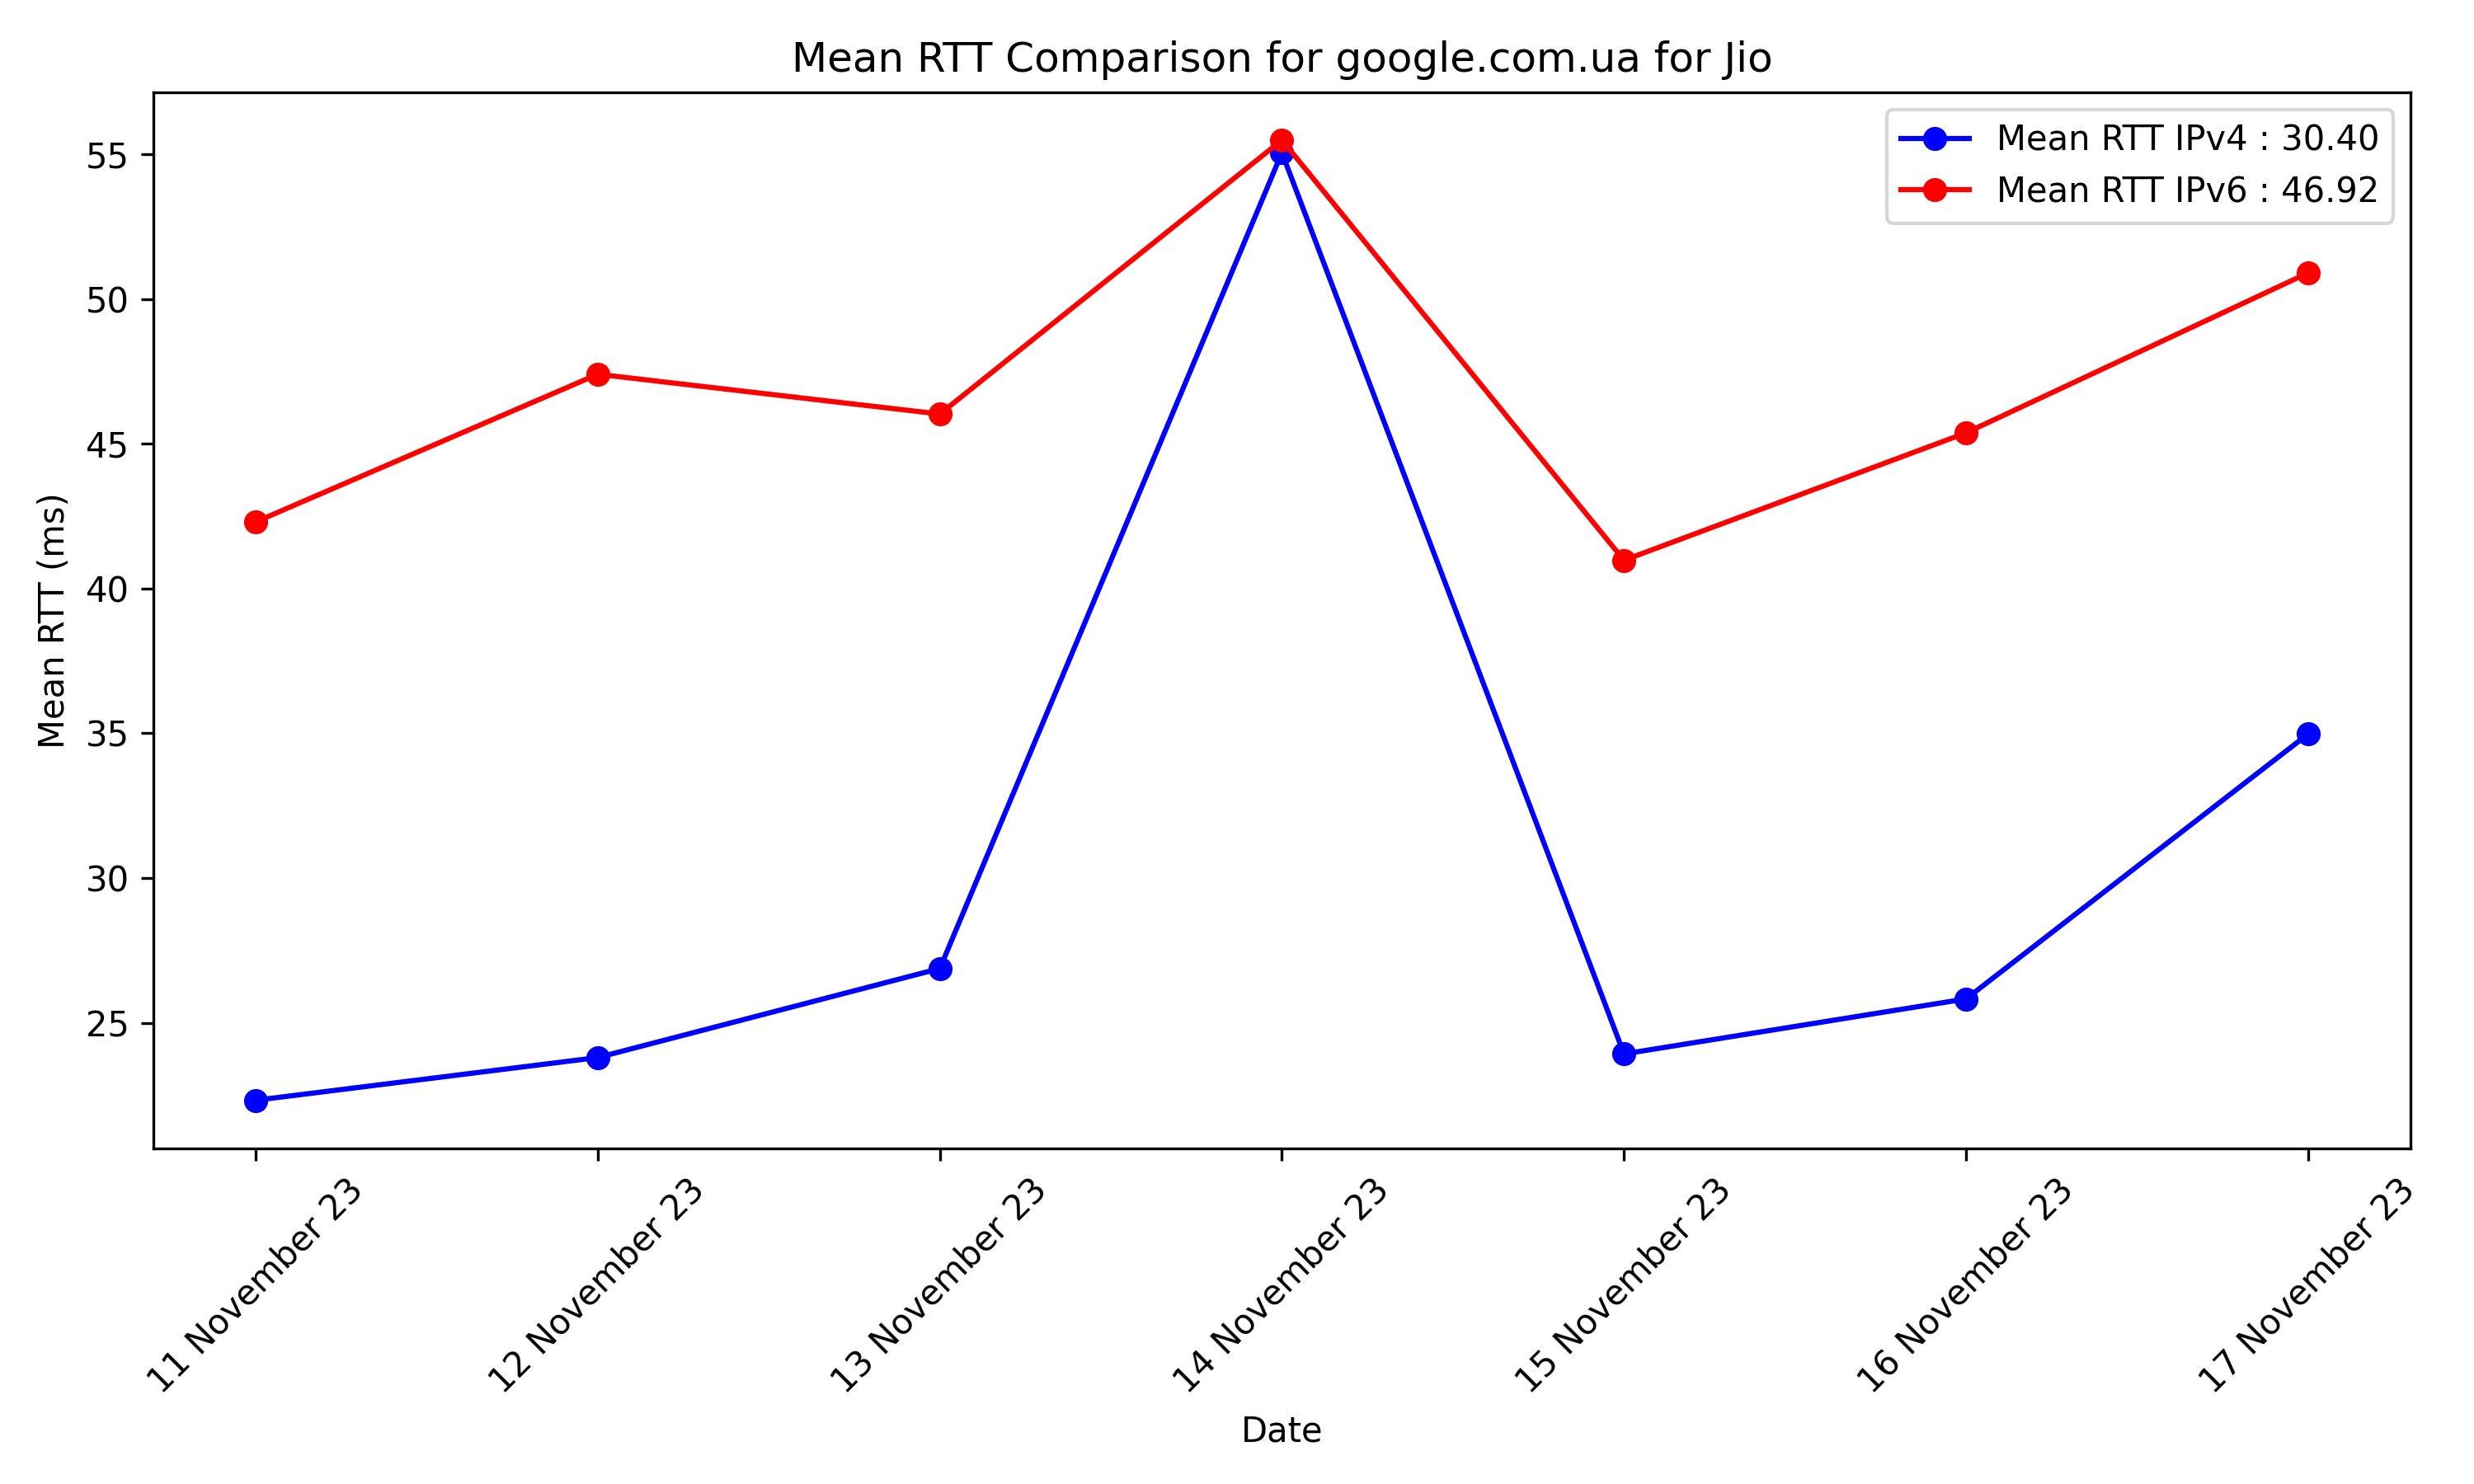 Mean RTT Comparison for google.com.ua for Jio
Mean RTT IPv4 : 30.40
Mean RTT IPv6 : 46.92
Mean RTT (ms)
55
50
45
40
35
30
25
11 November 23
12 November 23
13 November 23
14 November 23
15 November 23
16 November 23
17 November 23
Date